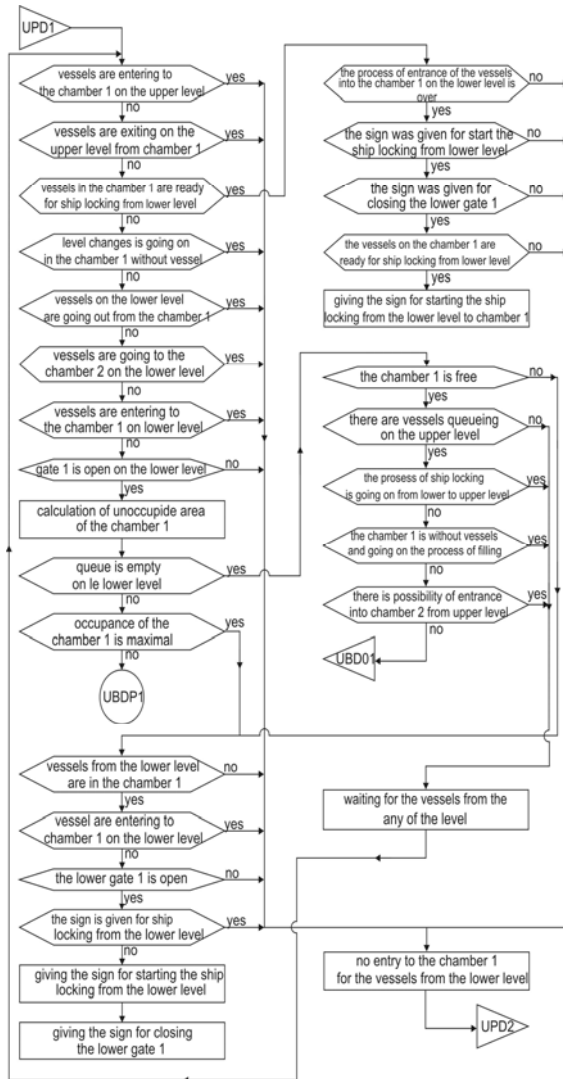 UPD1
vessels are entering to
the chamber 1 on the upper level
yes
no
vessels are exiting on the
upper level from chamber 1
yes
no
vessels in the chamber 1 are ready
for ship locking from lower level
yes
no
level changes is going on
in the chamber 1 without vessel
yes
no
vessels on the lower level
are going out from the chamber 1
yes
no
vessels are going to the
chamber 2 on the lower level
yes
no
vessels are entering to
the chamber 1 on lower level
yes
no
gate 1 is open on the lower level
no
yes
calculation of unoccupide area
of the chamber 1
queue is empty
on le lower level
yes
no
occupance of the
chamber 1 is maximal
yes
no
UBDP1
vessels from the lower level
are in the chamber 1
no
yes
vessel are entering to
chamber 1 on the lower level
yes
no
the lower gate 1 is open
no
yes
the sign is given for ship
locking from the lower level
yes
no
giving the sign for starting the ship
locking from the lower level
giving the sign for closing
the lower gate 1
the process of entrance of the vessels
into the chamber 1 on the lower level is
over
no
yes
the sign was given for start the
ship locking from lower level
no
yes
the sign was given for
closing the lower gate 1
no
yes
the vessels on the chamber 1 are
ready for ship locking from lower level
no
yes
giving the sign for starting the ship
locking from the lower level to chamber 1
the chamber 1 is free
no
yes
there are vessels queueing
on the upper level
no
yes
the prosess of ship locking
is going on from lower to upper level
yes
no
the chamber 1 is without vessels
and going on the process of filling
yes
no
there is possibility of entrance
into chamber 2 from upper level
yes
no
UBD01
waiting for the vessels from the
any of the level
no entry to the chamber 1
for the vessels from the lower level
UPD2